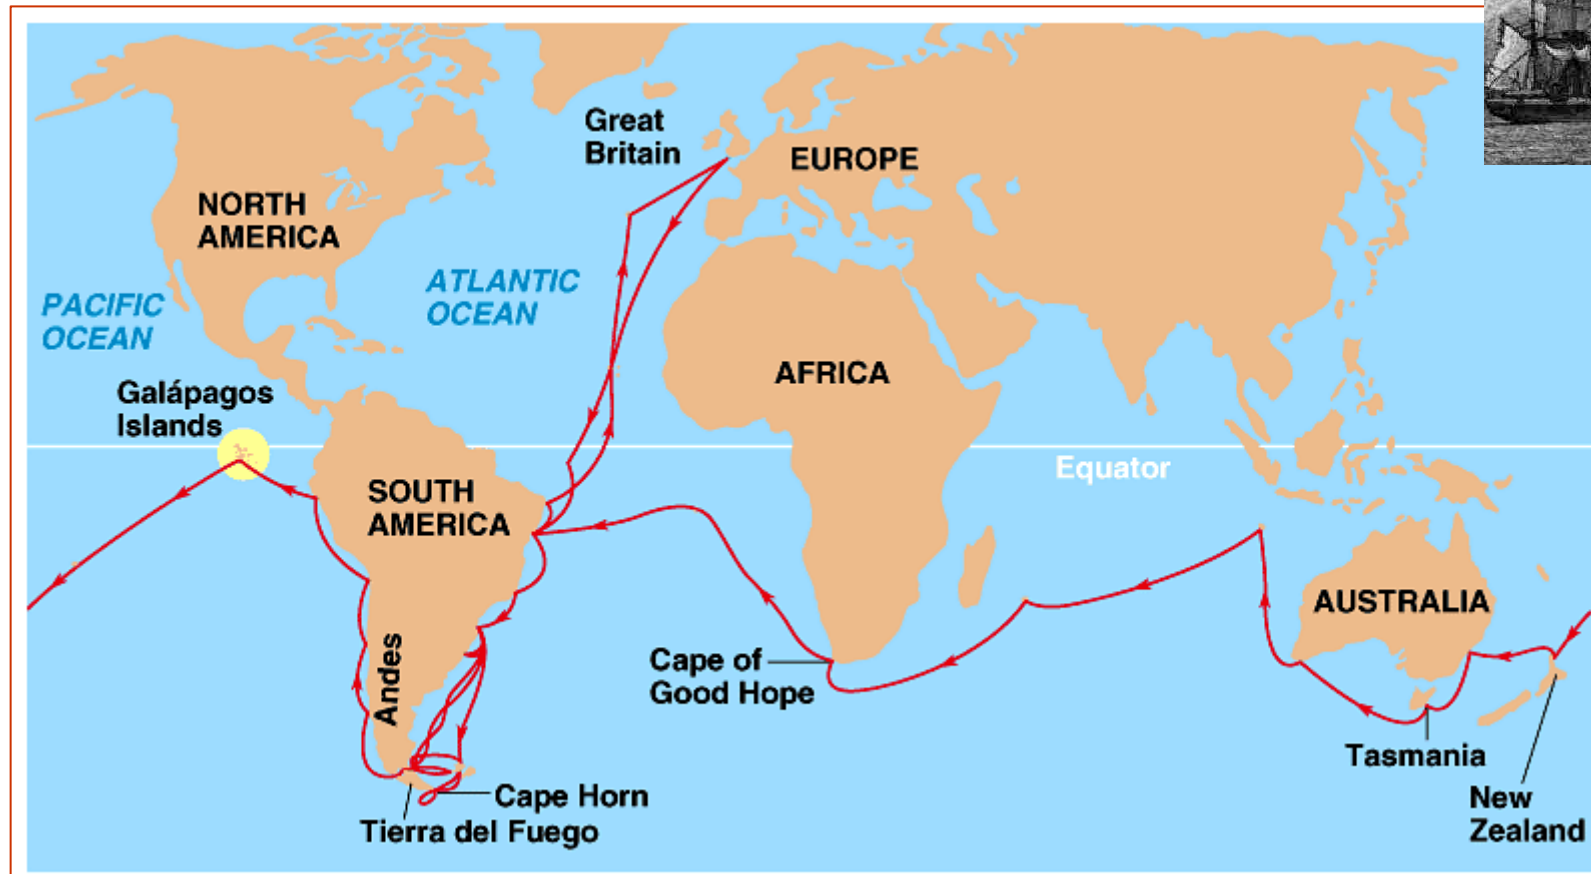 Great
Britain
EUROPE
NORTH
AMERICA
ATLANTIC
OCEAN
PACIFIC
OCEAN
AFRICA
Galápagos
Islands
Equator
SOUTH
AMERICA
AUSTRALIA
Andes
Cape of
Good Hope
Tasmania
Cape Horn
New
Zealand
Tierra del Fuego